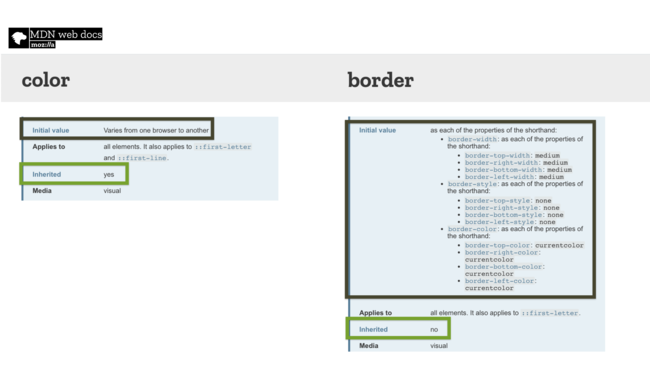 MDN web docs
moz://a
color
border
Initial value Varies from one browser to another
Applies to all elements. It also applies to ::first-letter
and ::first-line.
Inherited yes
Media visual
Initial value as each of the properties of the shorthand:
• border-width: as each of the properties of
the shorthand:
• border-top-width: medium
• border-right-width: medium
• border-bottom-width: medium
• border-left-width: medium
• border-style: as each of the properties of
the shorthand:
• border-top-style: none
• border-right-style: none
• border-bottom-style: none
• border-left-style: none
• border-color: as each of the properties of
the shorthand:
• border-top-color: currentcolor
• border-right-color:
currentcolor
• border-bottom-color:
currentcolor
• border-left-color:
currentcolor
Applies to all elements. It also applies to ::first-letter.
Inherited no
Media visual